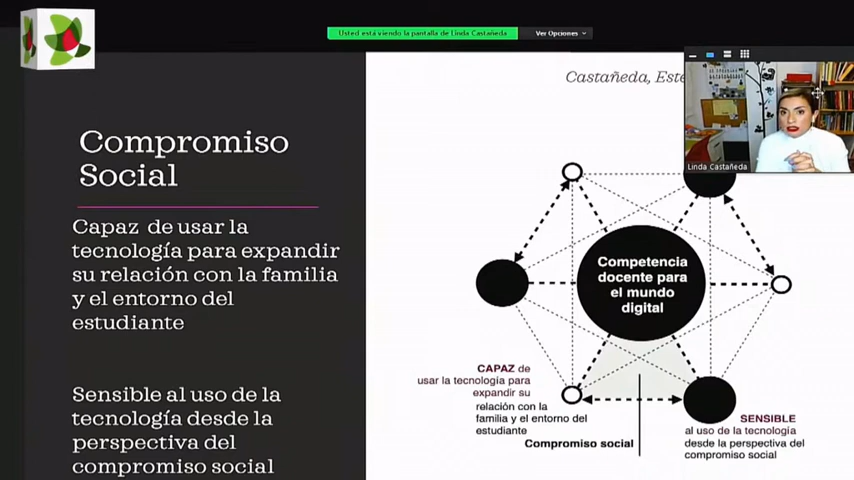 Usted está viendo la pantalla de Linda Castañeda
Ver Opciones
Castañeda, Este
Linda Castañeda
Compromiso
Social
Capaz de usar la
tecnología para expandir
su relación con la familia
y el entorno del
estudiante
Sensible al uso de la
tecnología desde la
perspectiva del
compromiso social
Competencia
docente para
el mundo
digital
CAPAZ de
usar la tecnología para
expandir su
relación con la
familia y el entorno del
estudiante
Compromiso social
SENSIBLE
al uso de la tecnología
desde la perspectiva del
compromiso social